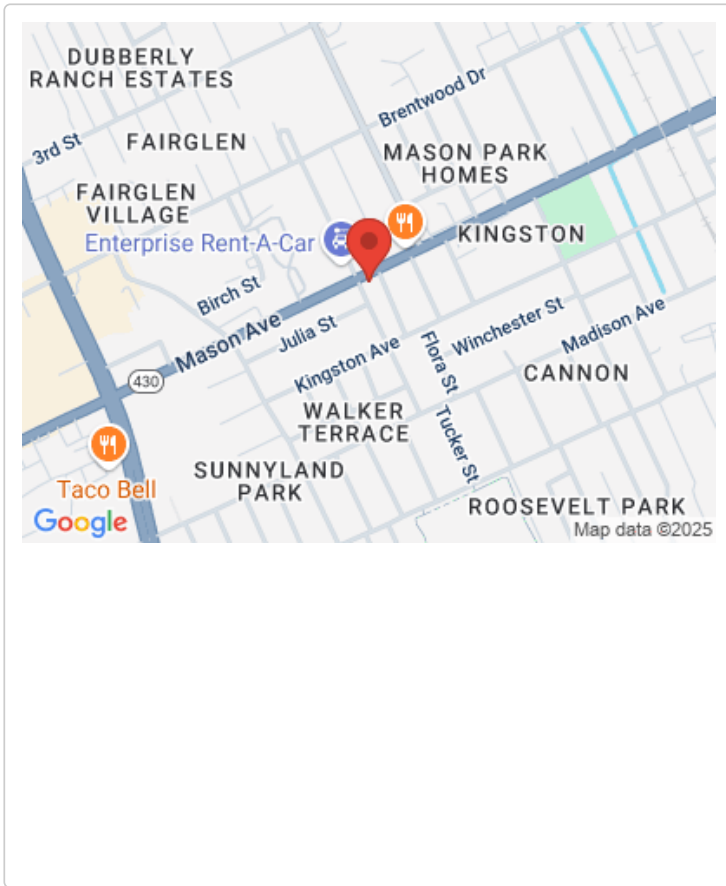 DUBBERLY
RANCH ESTATES
Brentwood Dr
3rd St
FAIRGLEN
MASON PARK
HOMES
FAIRGLEN
VILLAGE
Enterprise Rent-A-Car
KINGSTON
Birch St
Mason Ave
Julia St
Winchester St
Madison Ave
Kingston Ave
Flora St
430
CANNON
WALKER
TERRACE
Tucker St
SUNNYLAND
PARK
Taco Bell
ROOSEVELT PARK
Google
Map data ©2025